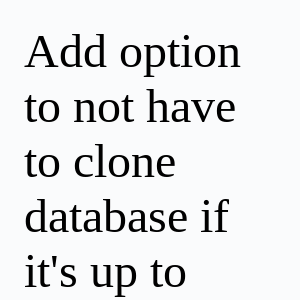 Add option
to not have
to clone
database if
it's up to